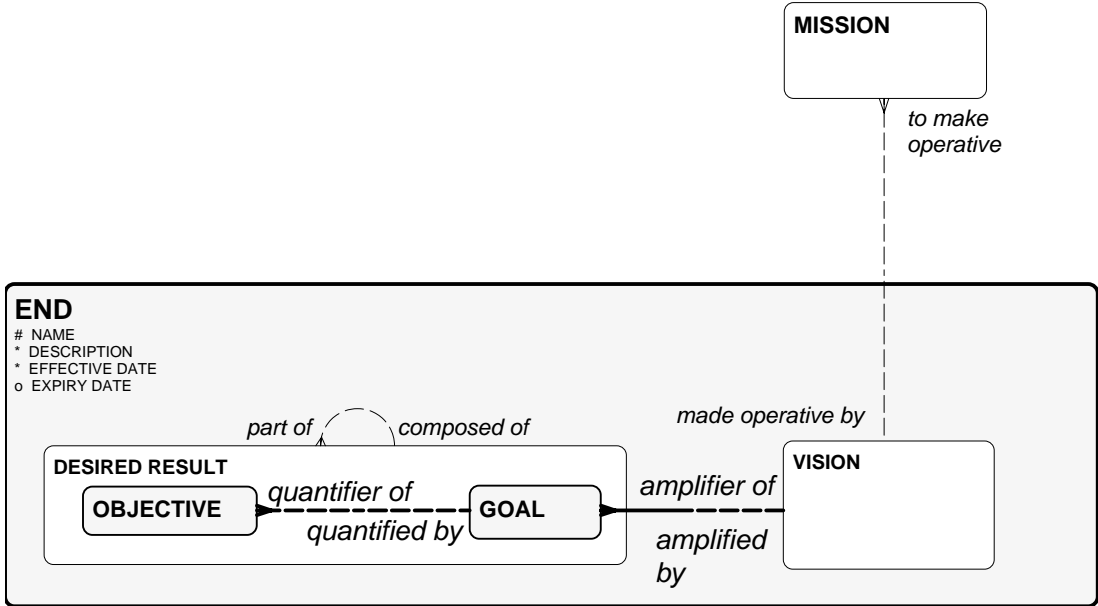 MISSION
to make
operative
END
# NAME
* DESCRIPTION
* EFFECTIVE DATE
o EXPIRY DATE
part of
composed of
made operative by
DESIRED RESULT
VISION
OBJECTIVE
quantifier of
quantified by
GOAL
amplifier of
amplified
by